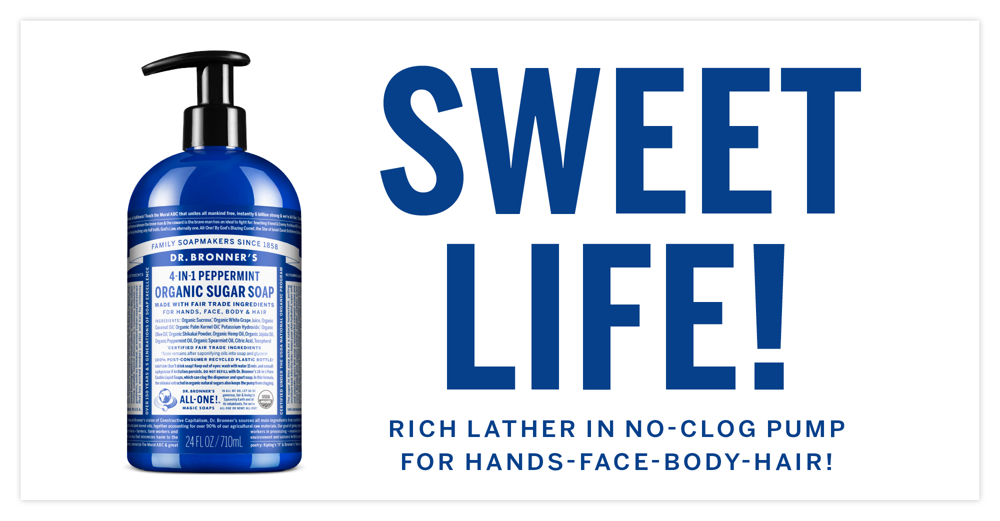 SWEET
LIFE!
RICH LATHER IN NO-CLOG PUMP
FOR HANDS-FACE-BODY-HAIR!
Teach the Moral ABC that unites all mankind free, instantly 6 billion strong & we're All-One.
between the brave man & the coward is the brave man has an ideal to fight for: teaching friend & Enemy the Moral ABC
by teaching only full truth, God's Law, eternally one, All-One! By God's Blazing Comet, the Star of Israel-David-Bethlehem
FAMILY SOAPMAKERS SINCE 1858
DR. BRONNER'S
4-IN-1 PEPPERMINT
ORGANIC SUGAR SOAP
MADE WITH FAIR TRADE INGREDIENTS
FOR HANDS, FACE, BODY & HAIR
INGREDIENTS: Organic Sucrose,* Organic White Grape Juice, Organic
Coconut Oil,* Organic Palm Kernel Oil,* Potassium Hydroxide,† Organic
Olive Oil,* Organic Shikakai Powder, Organic Hemp Oil, Organic Jojoba Oil,
Organic Peppermint Oil, Organic Spearmint Oil, Citric Acid, Tocopherol
*CERTIFIED FAIR TRADE INGREDIENTS
†None remains after saponifying oils into soap and glycerin
100% POST-CONSUMER RECYCLED PLASTIC BOTTLE!
CAUTION! Don't drink soap! Keep out of eyes: wash with water 15 min. and consult
a physician if irritation persists. DO NOT REFILL with Dr. Bronner's 18-in-1 Pure-
Castile Liquid Soaps, which can clog the dispenser and spurt soap. In this formula,
the shikakai extracted in organic natural sugars also keeps the pump from clogging.
DR. BRONNER'S
ALL-ONE!®
MAGIC SOAPS
IN ALL WE DO, LET US BE
generous, fair & loving to
Spaceship Earth and all
its inhabitants. For we're
ALL-ONE OR NONE! ALL-ONE!
USDA
ORGANIC
OVER 150 YEARS & 5 GENERATIONS OF SOAP EXCELLENCE
CERTIFIED UNDER THE USDA NATIONAL ORGANIC PROGRAM
Bronner's vision of Constructive Capitalism, Dr. Bronner's sources all main ingredients from certified
and palm kernel oils, together accounting for over 90% of our agricultural raw materials. Our goal of going
chains – farmers, farm workers and
workers in processing – receives
in a way that minimizes harm to the
environment and sustains fertility and
memorize The Moral ABC & great
poetry: Kipling's "If" & Bronner's
24 FL OZ / 710mL